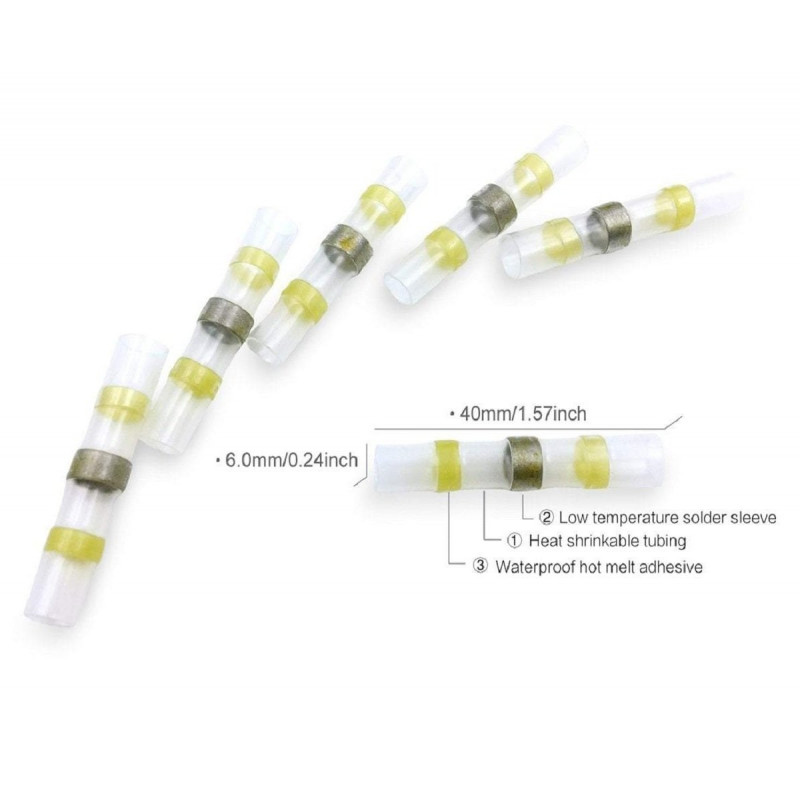 • 40mm/1.57inch
• 6.0mm/0.24inch
② Low temperature solder sleeve
① Heat shrinkable tubing
③ Waterproof hot melt adhesive